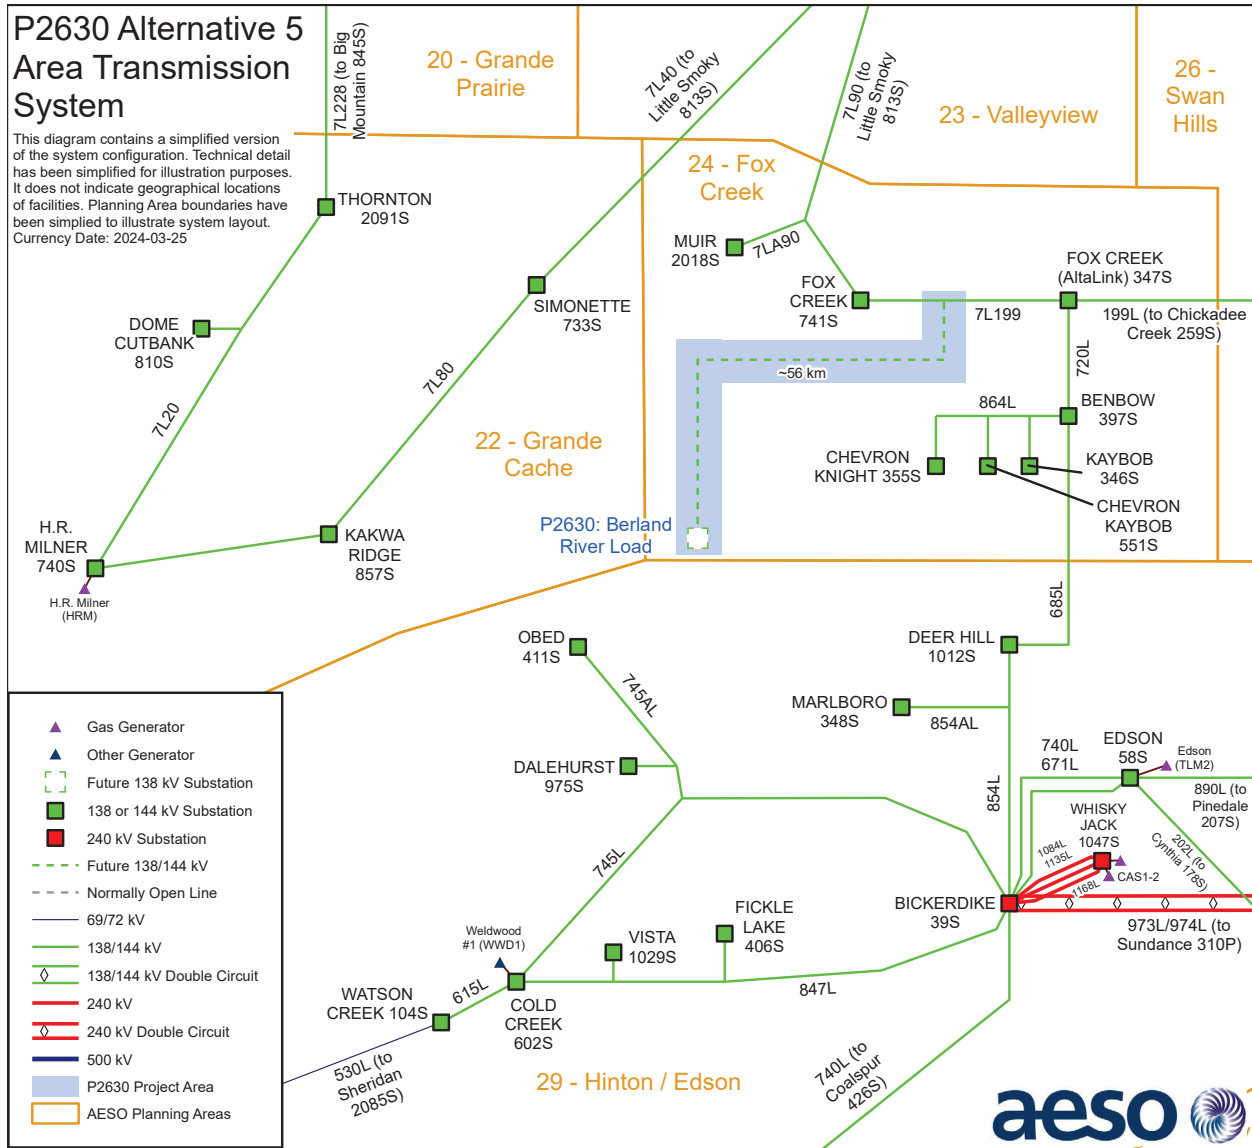 P2630 Alternative 5
Area Transmission
System
This diagram contains a simplified version
of the system configuration. Technical detail
has been simplified for illustration purposes.
It does not indicate geographical locations
of facilities. Planning Area boundaries have
been simplied to illustrate system layout.
Currency Date: 2024-03-25
7L228 (to Big
Mountain 845S)
20 - Grande
Prairie
7L40 (to
Little Smoky
813S)
7L90 (to
Little Smoky
813S)
23 - Valleyview
26 -
Swan
Hills
24 - Fox
Creek
THORNTON
2091S
MUIR
2018S
7LA90
FOX
CREEK
741S
FOX CREEK
(AltaLink) 347S
7L199
199L (to Chickadee
Creek 259S)
SIMONETTE
733S
DOME
CUTBANK
810S
7L20
7L80
~56 km
720L
864L
BENBOW
397S
CHEVRON
KNIGHT 355S
KAYBOB
346S
CHEVRON
KAYBOB
551S
22 - Grande
Cache
P2630: Berland
River Load
H.R.
MILNER
740S
H.R. Milner
(HRM)
KAKWA
RIDGE
857S
685L
OBED
411S
745AL
DEER HILL
1012S
MARLBORO
348S
854AL
DALEHURST
975S
854L
740L
671L
EDSON
58S
Edson
(TLM2)
890L (to
Pinedale
207S)
WHISKY
JACK
1047S
202L (to
Cynthia 178S)
1084L
1135L
1168L
CAS1-2
745L
BICKERDIKE
39S
973L/974L (to
Sundance 310P)
FICKLE
LAKE
406S
VISTA
1029S
Weldwood
#1 (WWD1)
847L
WATSON
CREEK 104S
615L
COLD
CREEK
602S
530L (to
Sheridan
2085S)
29 - Hinton / Edson
740L (to
Coalspur
426S)
Gas Generator
Other Generator
Future 138 kV Substation
138 or 144 kV Substation
240 kV Substation
Future 138/144 kV
Normally Open Line
69/72 kV
138/144 kV
138/144 kV Double Circuit
240 kV
240 kV Double Circuit
500 kV
P2630 Project Area
AESO Planning Areas
aeso